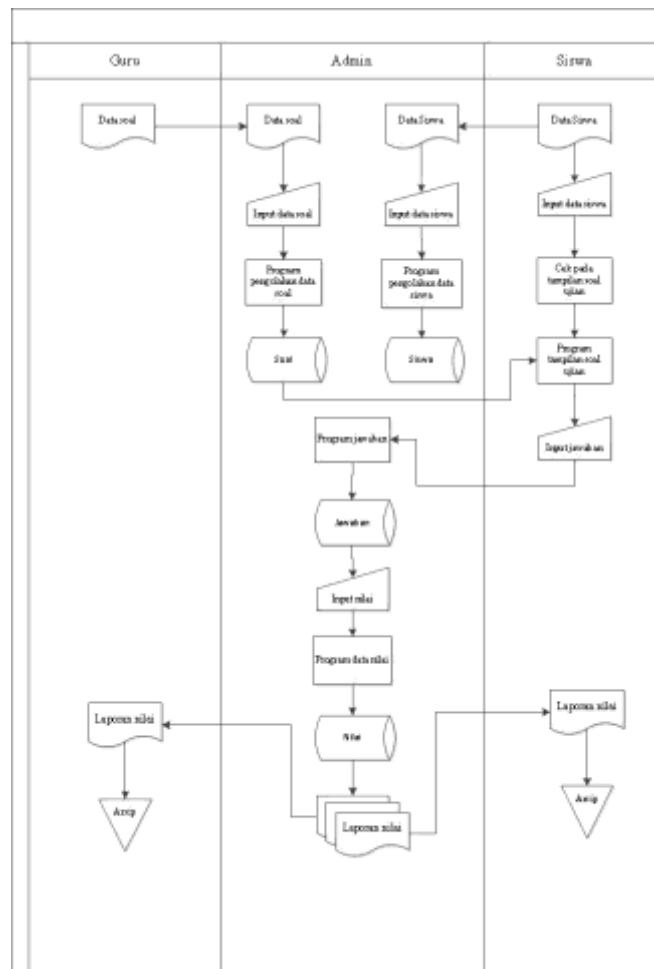 Guru
Admin
Siswa
Data soal
Data soal
Data Siswa
Data Siswa
Input data soal
Input data siswa
Input data siswa
Program
pengolahan data
soal
Program
pengolahan data
siswa
Cek pada
tampilan soal
ujian
Soal
Siswa
Program
tampilan soal
ujian
Program jawaban
Input jawaban
Jawaban
Input nilai
Program data nilai
Laporan nilai
Nilai
Laporan nilai
Arsip
Laporan nilai
Arsip